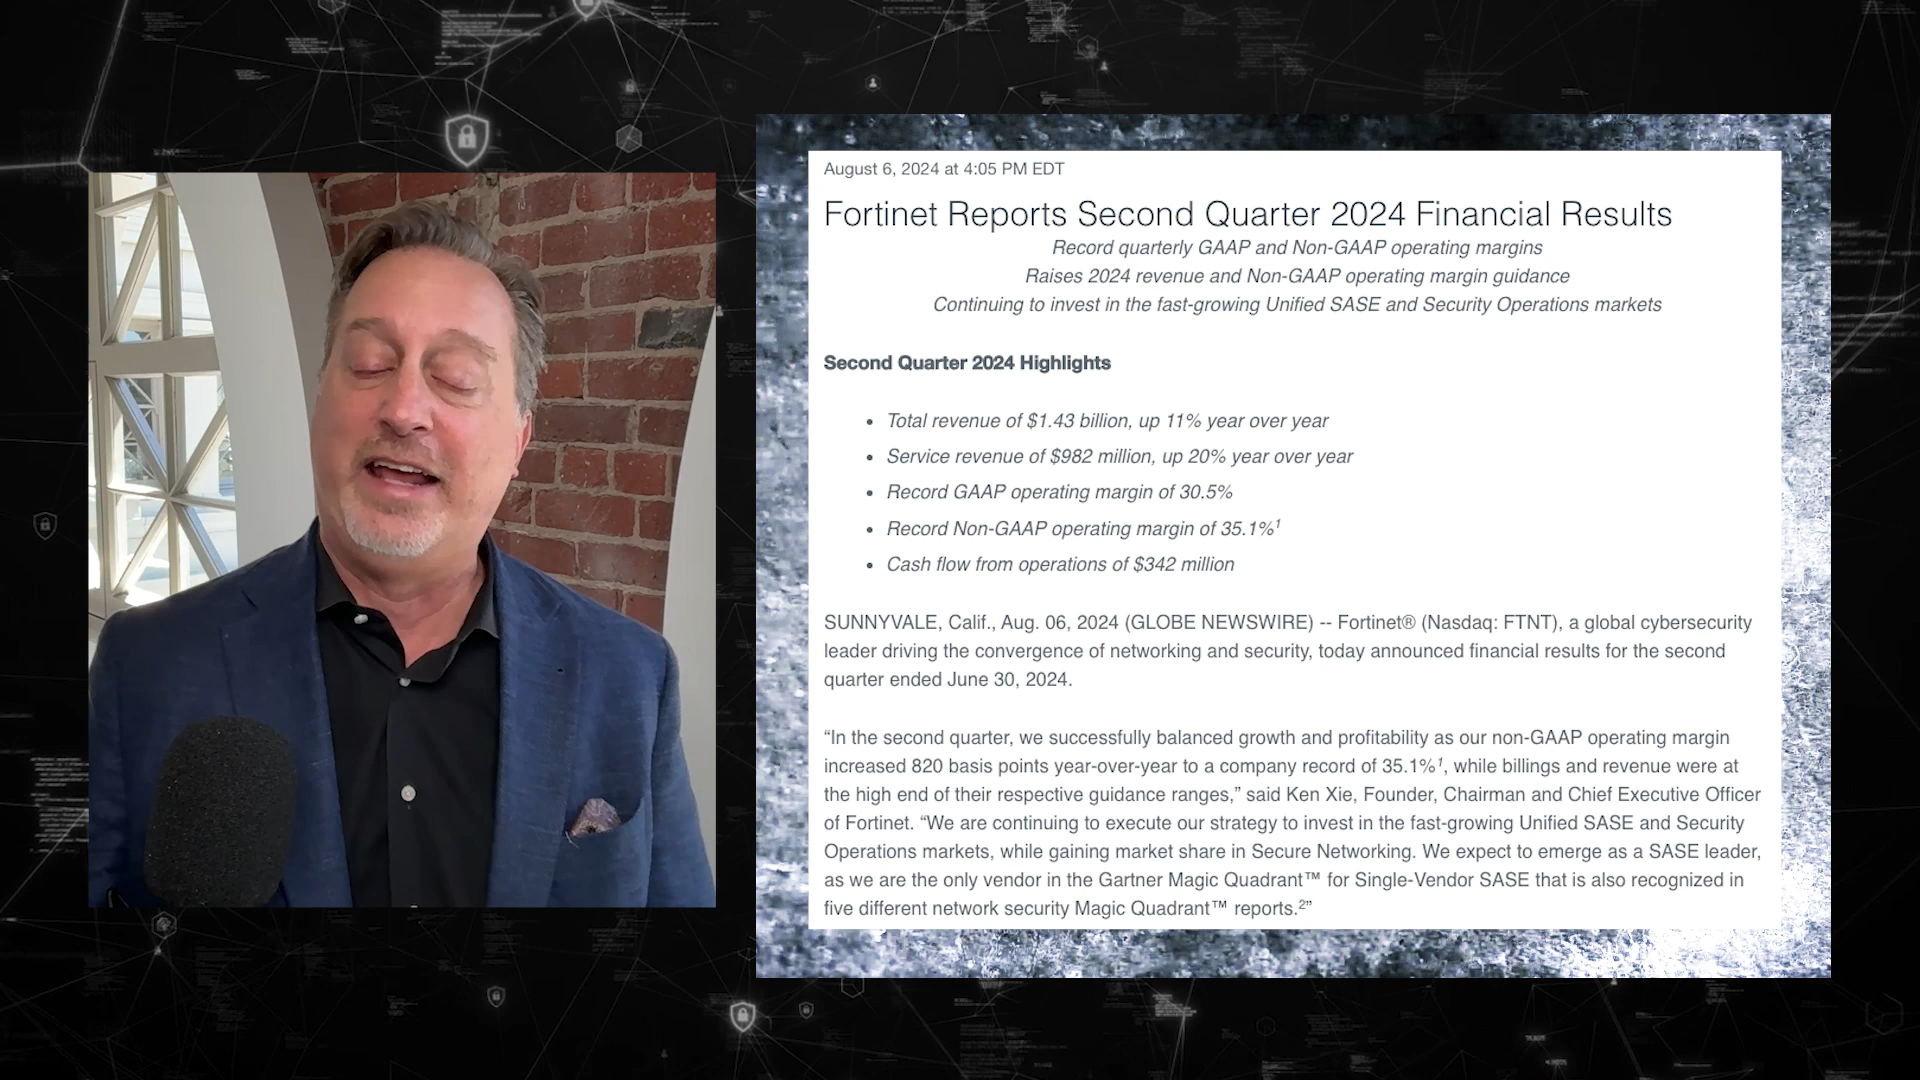 August 6, 2024 at 4:05 PM EDT
Fortinet Reports Second Quarter 2024 Financial Results
Record quarterly GAAP and Non-GAAP operating margins
Raises 2024 revenue and Non-GAAP operating margin guidance
Continuing to invest in the fast-growing Unified SASE and Security Operations markets
Second Quarter 2024 Highlights
• Total revenue of $1.43 billion, up 11% year over year
• Service revenue of $982 million, up 20% year over year
• Record GAAP operating margin of 30.5%
• Record Non-GAAP operating margin of 35.1%¹
• Cash flow from operations of $342 million
SUNNYVALE, Calif., Aug. 06, 2024 (GLOBE NEWSWIRE) -- Fortinet® (Nasdaq: FTNT), a global cybersecurity
leader driving the convergence of networking and security, today announced financial results for the second
quarter ended June 30, 2024.
“In the second quarter, we successfully balanced growth and profitability as our non-GAAP operating margin
increased 820 basis points year-over-year to a company record of 35.1%¹, while billings and revenue were at
the high end of their respective guidance ranges,” said Ken Xie, Founder, Chairman and Chief Executive Officer
of Fortinet. “We are continuing to execute our strategy to invest in the fast-growing Unified SASE and Security
Operations markets, while gaining market share in Secure Networking. We expect to emerge as a SASE leader,
as we are the only vendor in the Gartner Magic Quadrant™ for Single-Vendor SASE that is also recognized in
five different network security Magic Quadrant™ reports.²”